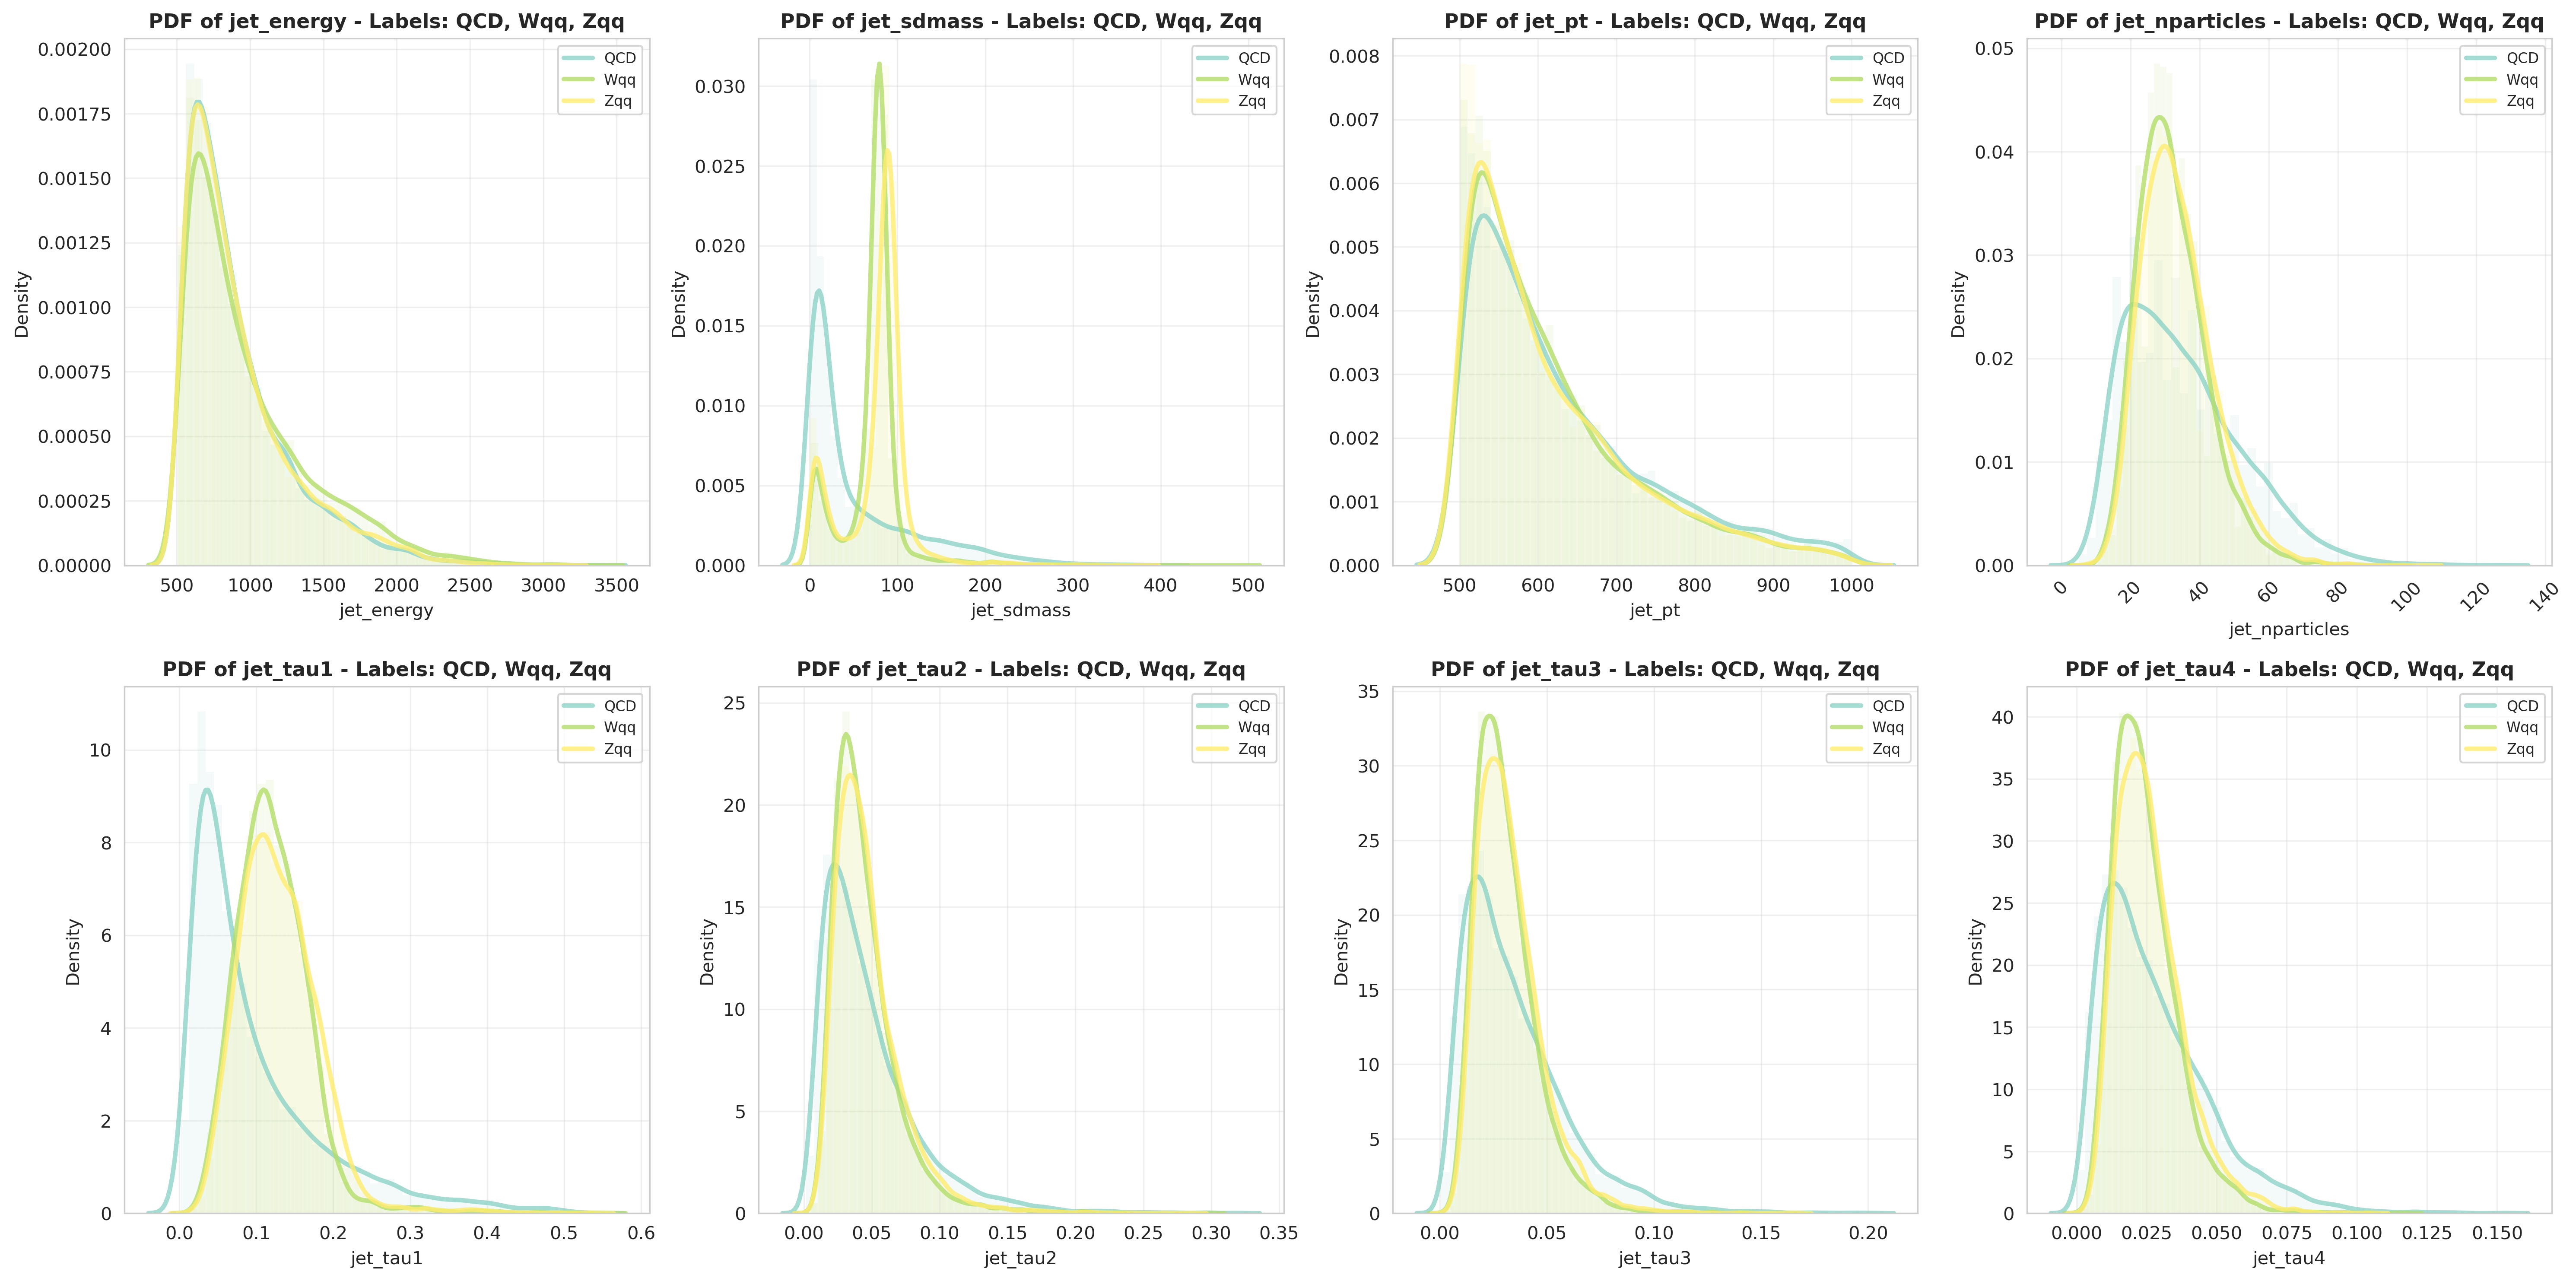 PDF of jet_energy - Labels: QCD, Wqq, Zqq
PDF of jet_sdmass - Labels: QCD, Wqq, Zqq
PDF of jet_pt - Labels: QCD, Wqq, Zqq
PDF of jet_nparticles - Labels: QCD, Wqq, Zqq
Density
0.00200
0.00175
0.00150
0.00125
0.00100
0.00075
0.00050
0.00025
0.00000
QCD
Wqq
Zqq
500 1000 1500 2000 2500 3000 3500
jet_energy
Density
0.030
0.025
0.020
0.015
0.010
0.005
0.000
QCD
Wqq
Zqq
0 100 200 300 400 500
jet_sdmass
Density
0.008
0.007
0.006
0.005
0.004
0.003
0.002
0.001
0.000
QCD
Wqq
Zqq
500 600 700 800 900 1000
jet_pt
Density
0.05
0.04
0.03
0.02
0.01
0.00
QCD
Wqq
Zqq
0 20 40 60 80 100 120 140
jet_nparticles
PDF of jet_tau1 - Labels: QCD, Wqq, Zqq
PDF of jet_tau2 - Labels: QCD, Wqq, Zqq
PDF of jet_tau3 - Labels: QCD, Wqq, Zqq
PDF of jet_tau4 - Labels: QCD, Wqq, Zqq
Density
10
8
6
4
2
0
QCD
Wqq
Zqq
0.0 0.1 0.2 0.3 0.4 0.5 0.6
jet_tau1
Density
25
20
15
10
5
0
QCD
Wqq
Zqq
0.00 0.05 0.10 0.15 0.20 0.25 0.30 0.35
jet_tau2
Density
35
30
25
20
15
10
5
0
QCD
Wqq
Zqq
0.00 0.05 0.10 0.15 0.20
jet_tau3
Density
40
35
30
25
20
15
10
5
0
QCD
Wqq
Zqq
0.000 0.025 0.050 0.075 0.100 0.125 0.150
jet_tau4